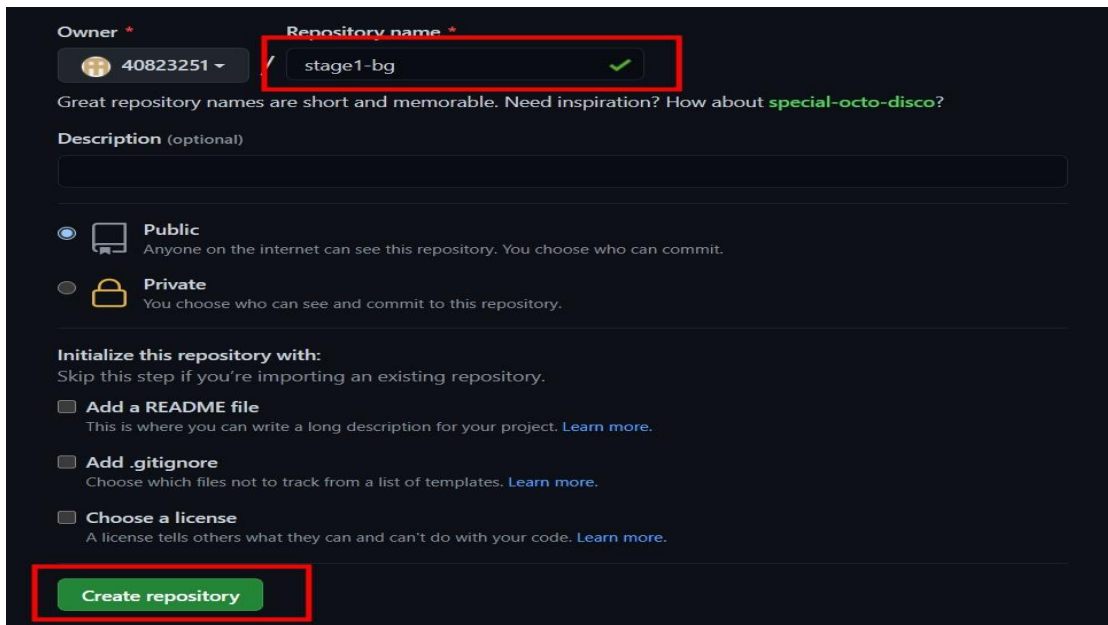 Owner * Repository name *
40823251 / stage1-bg
Great repository names are short and memorable. Need inspiration? How about special-octo-disco?
Description (optional)
Public
Anyone on the internet can see this repository. You choose who can commit.
Private
You choose who can see and commit to this repository.
Initialize this repository with:
Skip this step if you're importing an existing repository.
Add a README file
This is where you can write a long description for your project. Learn more.
Add .gitignore
Choose which files not to track from a list of templates. Learn more.
Choose a license
A license tells others what they can and can't do with your code. Learn more.
Create repository